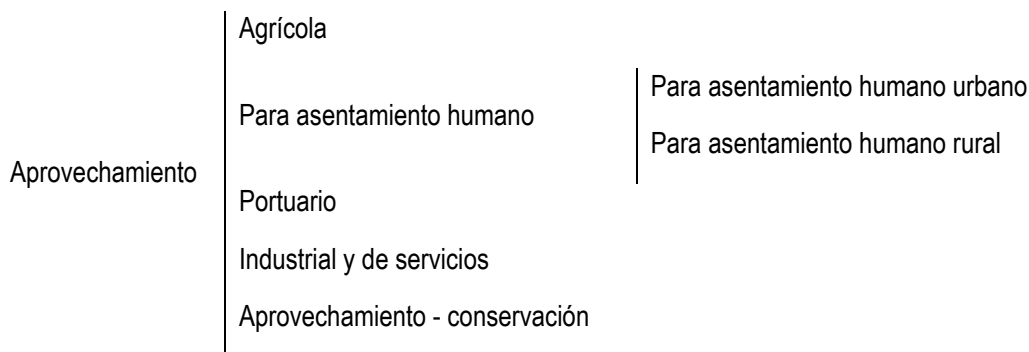 Aprovechamiento
Agrícola
Para asentamiento humano
Para asentamiento humano urbano
Para asentamiento humano rural
Portuario
Industrial y de servicios
Aprovechamiento - conservación